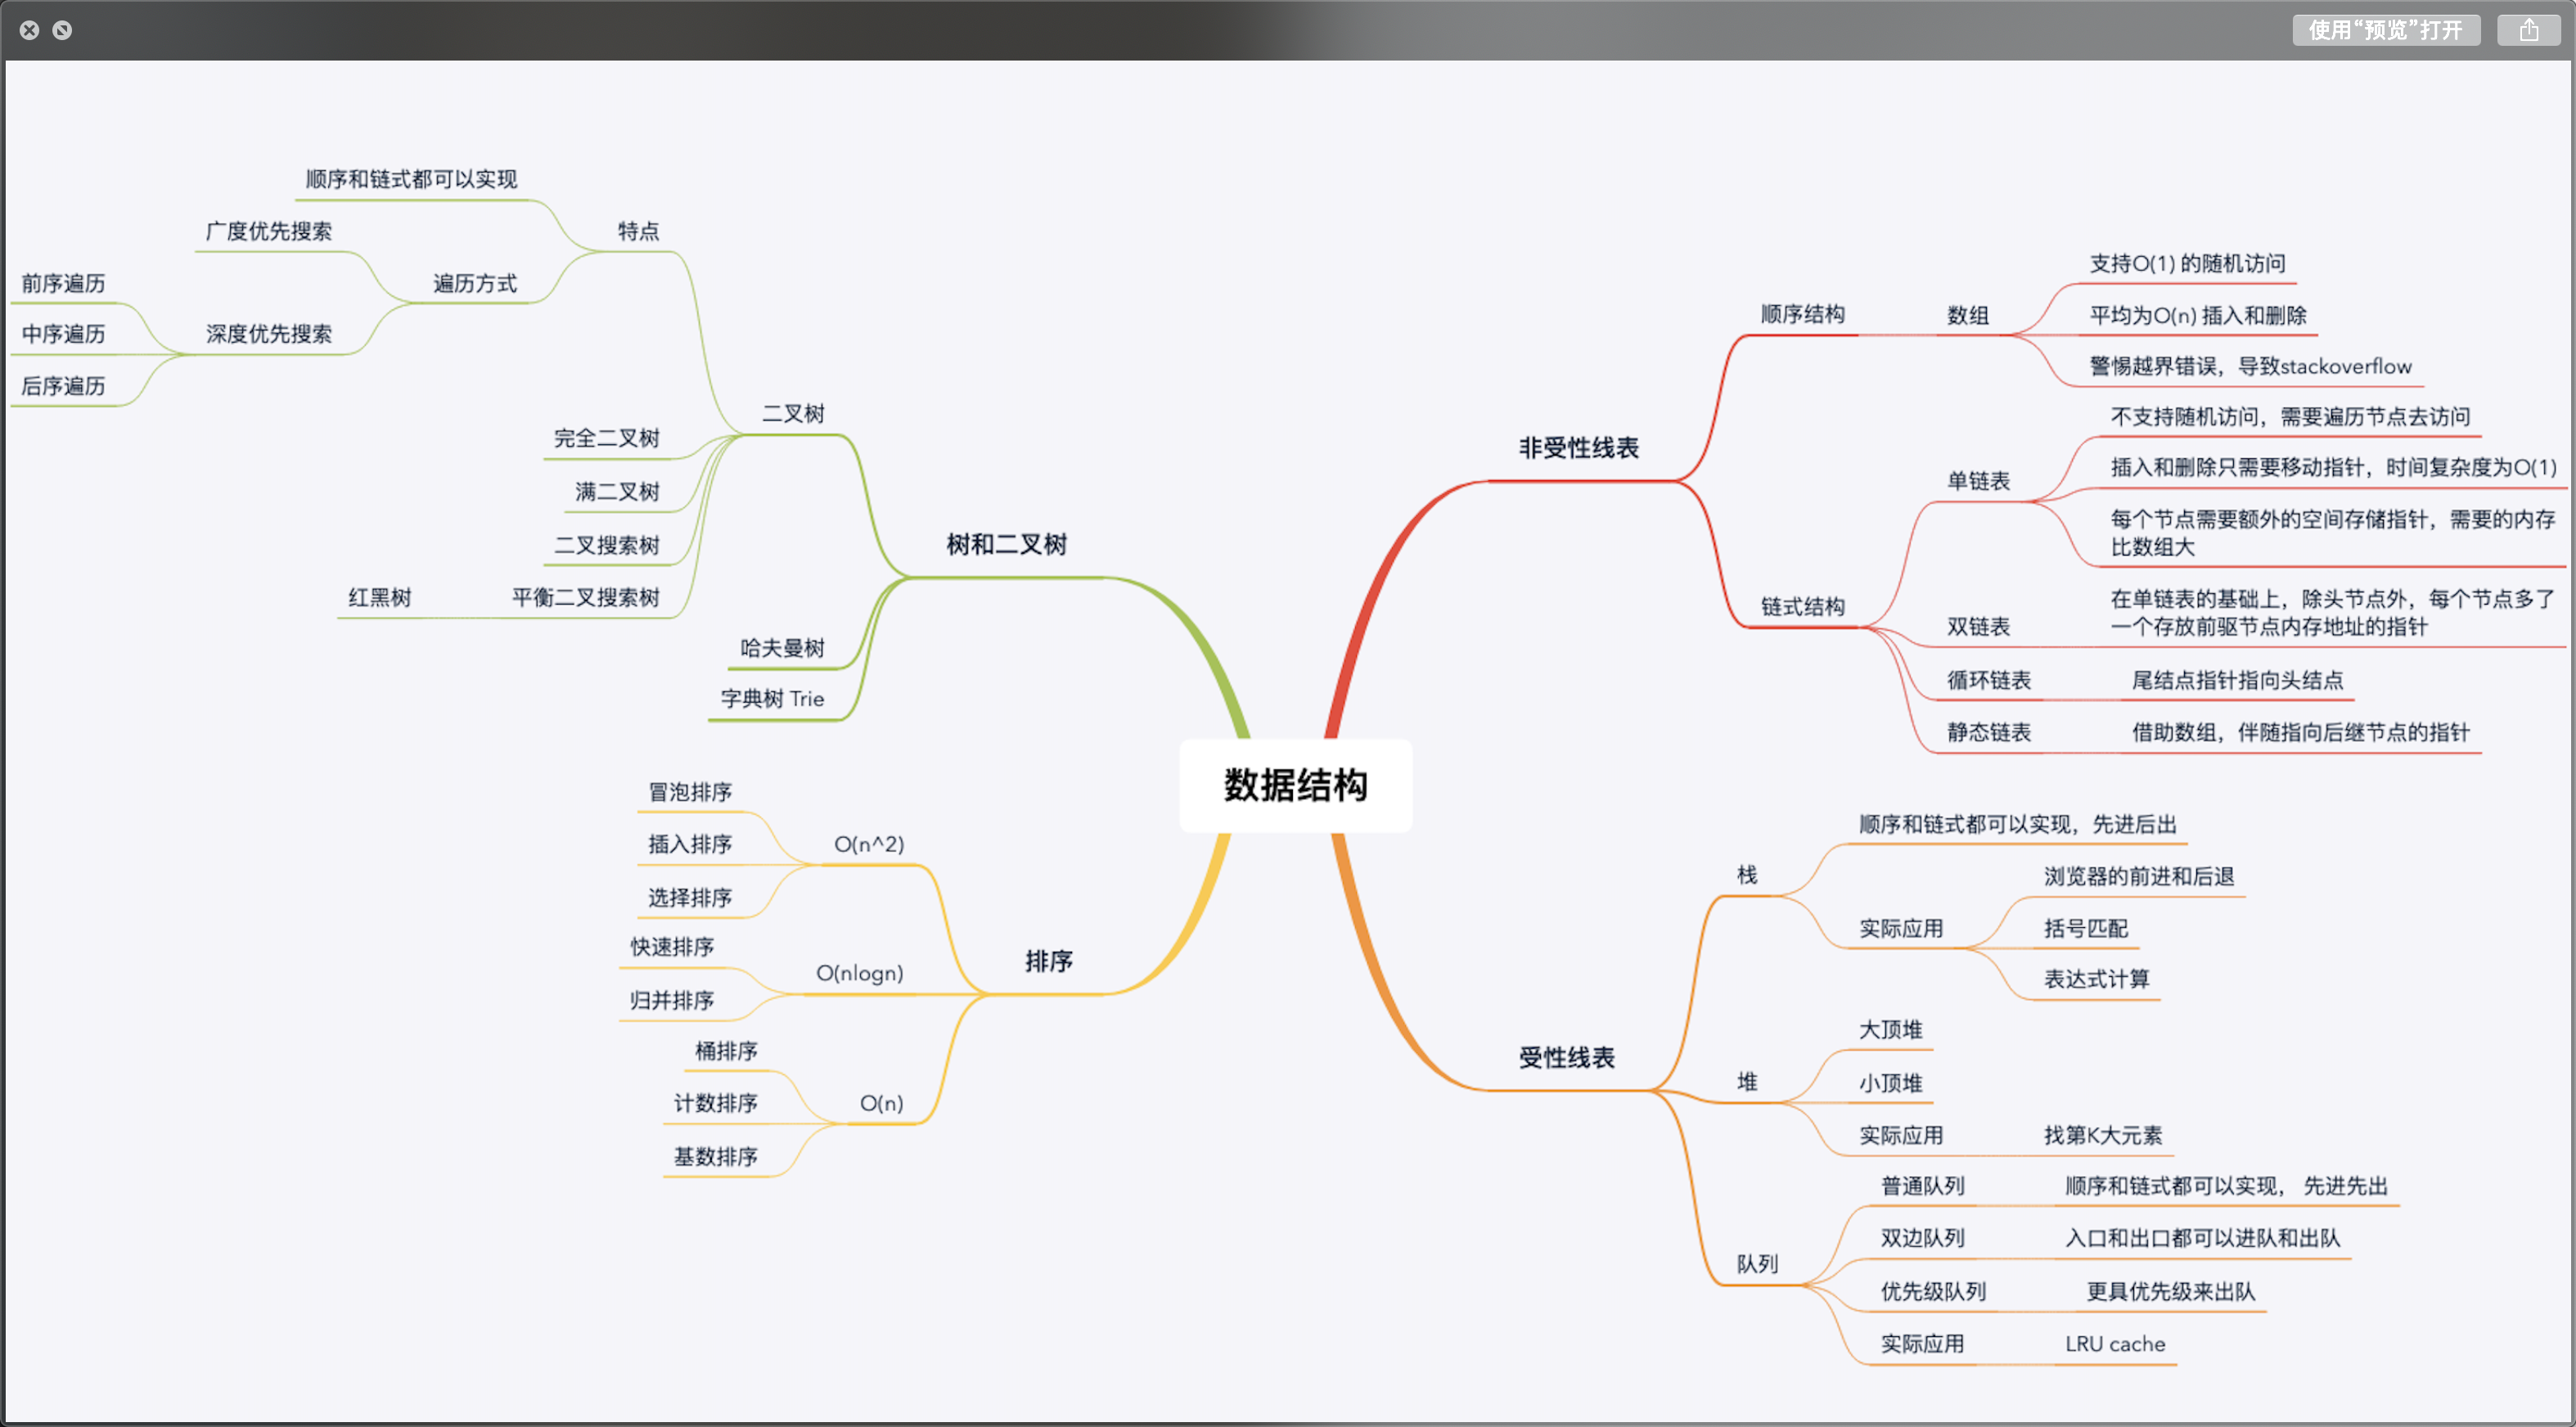 使用“预览”打开
数据结构
非受性线表
顺序结构
数组
支持O(1) 的随机访问
平均为O(n) 插入和删除
警惕越界错误，导致stackoverflow
链式结构
单链表
不支持随机访问，需要遍历节点去访问
插入和删除只需要移动指针，时间复杂度为O(1)
每个节点需要额外的空间存储指针，需要的内存
比数组大
双链表
在单链表的基础上，除头节点外，每个节点多了
一个存放前驱节点内存地址的指针
循环链表
尾结点指针指向头结点
静态链表
借助数组，伴随指向后继节点的指针
受性线表
栈
顺序和链式都可以实现，先进后出
实际应用
浏览器的前进和后退
括号匹配
表达式计算
堆
大顶堆
小顶堆
实际应用
找第K大元素
队列
普通队列
顺序和链式都可以实现， 先进先出
双边队列
入口和出口都可以进队和出队
优先级队列
更具优先级来出队
实际应用
LRU cache
树和二叉树
二叉树
特点
顺序和链式都可以实现
遍历方式
广度优先搜索
深度优先搜索
前序遍历
中序遍历
后序遍历
完全二叉树
满二叉树
二叉搜索树
平衡二叉搜索树
红黑树
哈夫曼树
字典树 Trie
排序
O(n^2)
冒泡排序
插入排序
选择排序
O(nlogn)
快速排序
归并排序
O(n)
桶排序
计数排序
基数排序